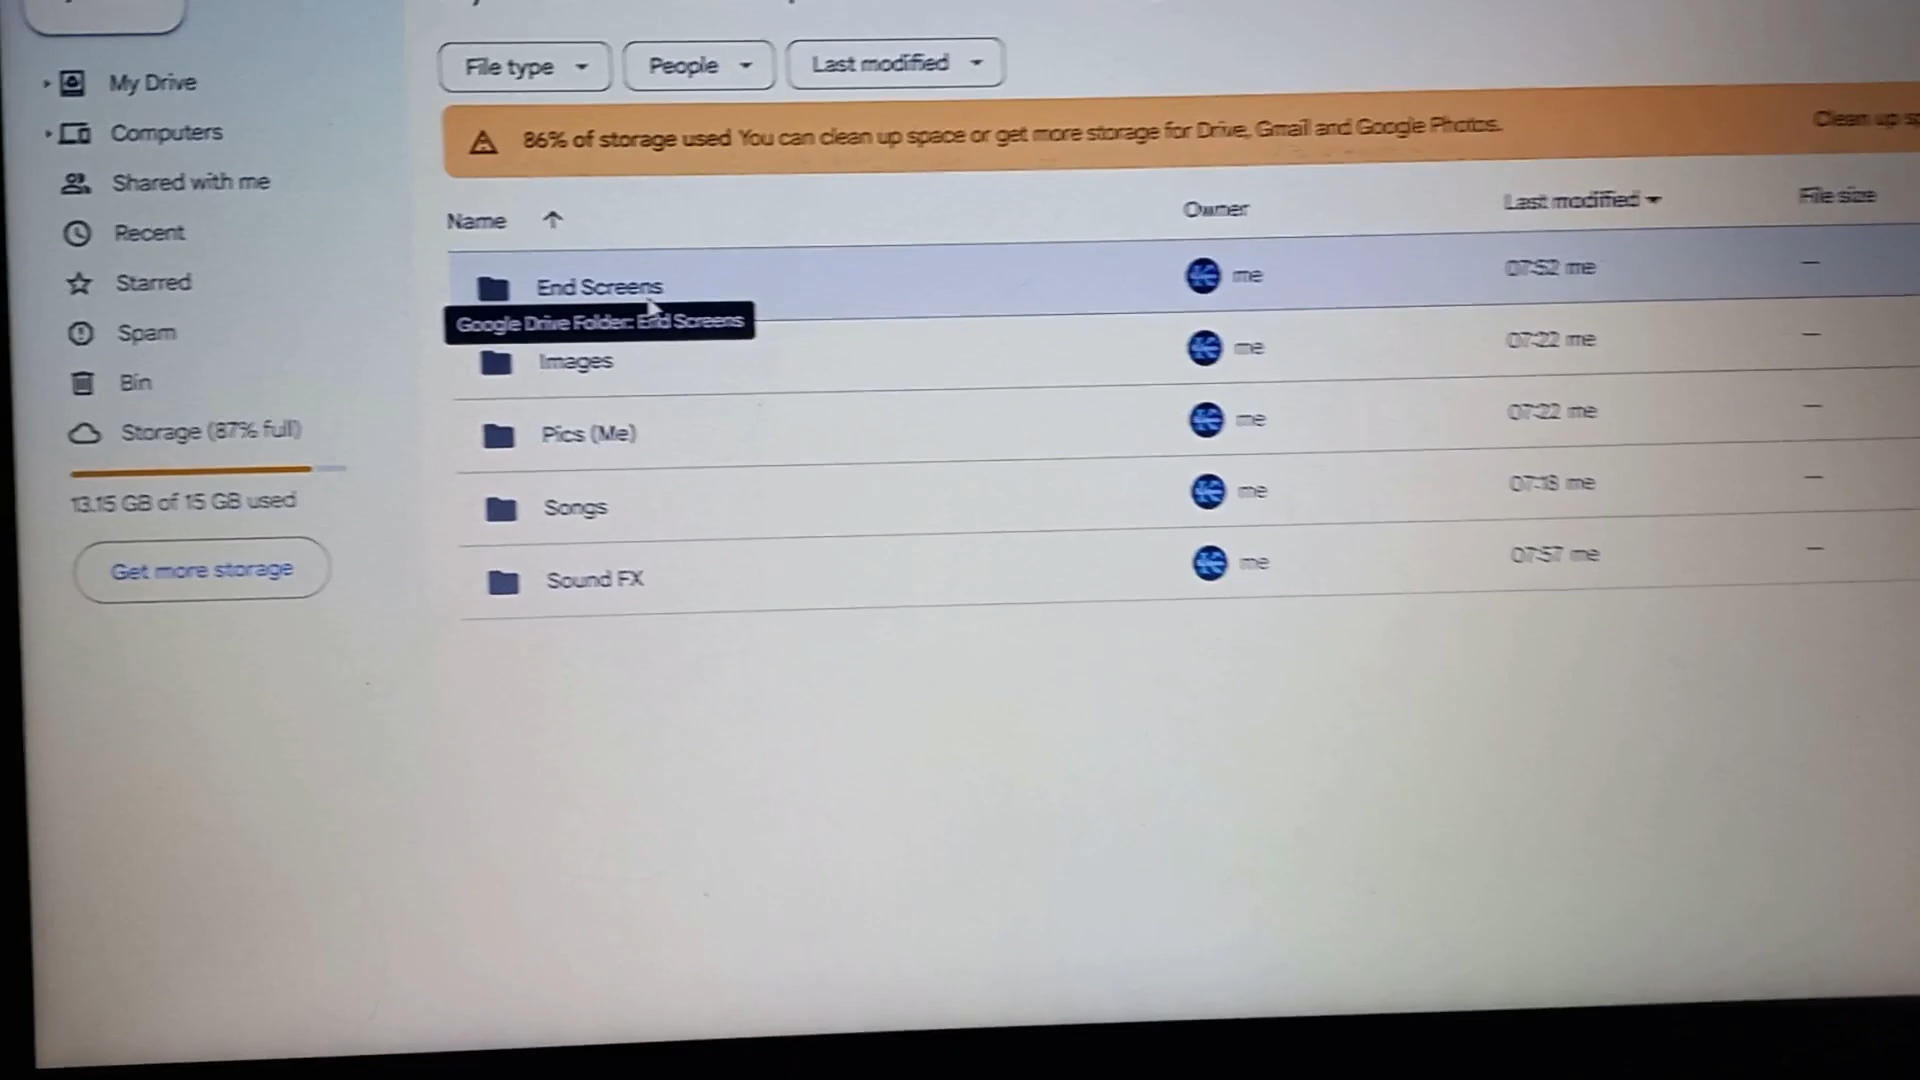 File type People Last modified
My Drive
Computers
Shared with me
Recent
Starred
Spam
Bin
Storage (87% full)
13.15 GB of 15 GB used
Get more storage
86% of storage used You can clean up space or get more storage for Drive, Gmail and Google Photos. Clean up
Name Owner Last modified File size
End Screens me 07:52 me —
Google Drive Folder: End Screens
Images me 07:22 me —
Pics (Me) me 07:22 me —
Songs me 07:18 me —
Sound FX me 07:57 me —